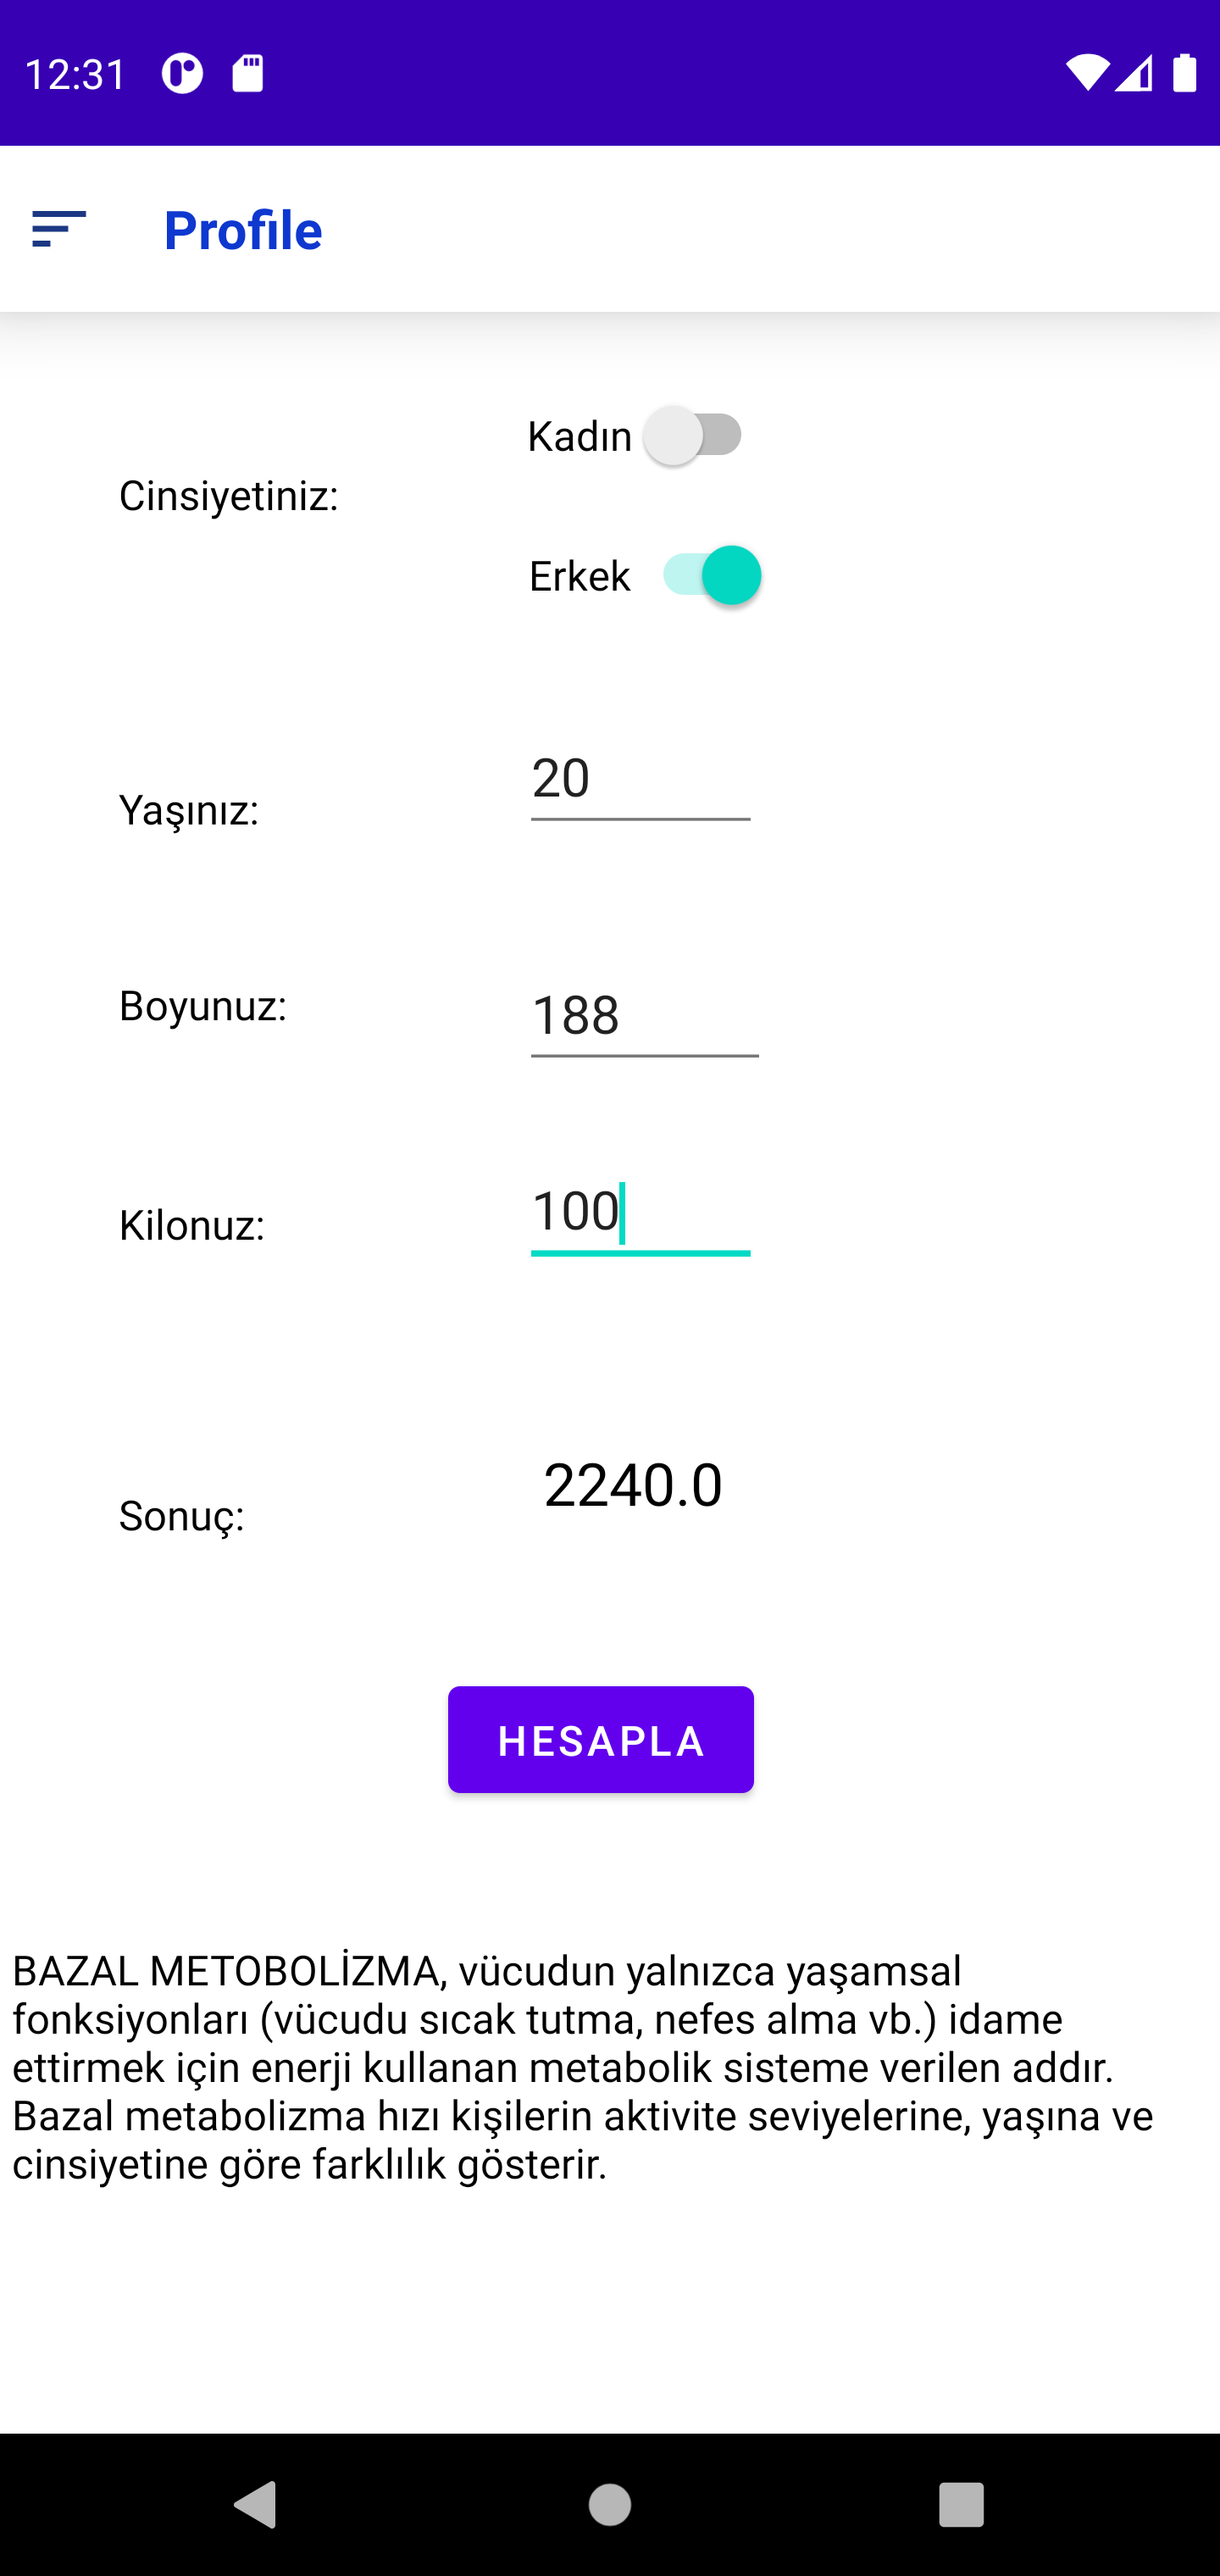 12:31
Profile
Kadın
Cinsiyetiniz:
Erkek
20
Yaşınız:
Boyunuz:
188
100
Kilonuz:
2240.0
Sonuç:
HESAPLA
BAZAL METOBOLİZMA, vücudun yalnızca yaşamsal
fonksiyonları (vücudu sıcak tutma, nefes alma vb.) idame
ettirmek için enerji kullanan metabolik sisteme verilen addır.
Bazal metabolizma hızı kişilerin aktivite seviyelerine, yaşına ve
cinsiyetine göre farklılık gösterir.